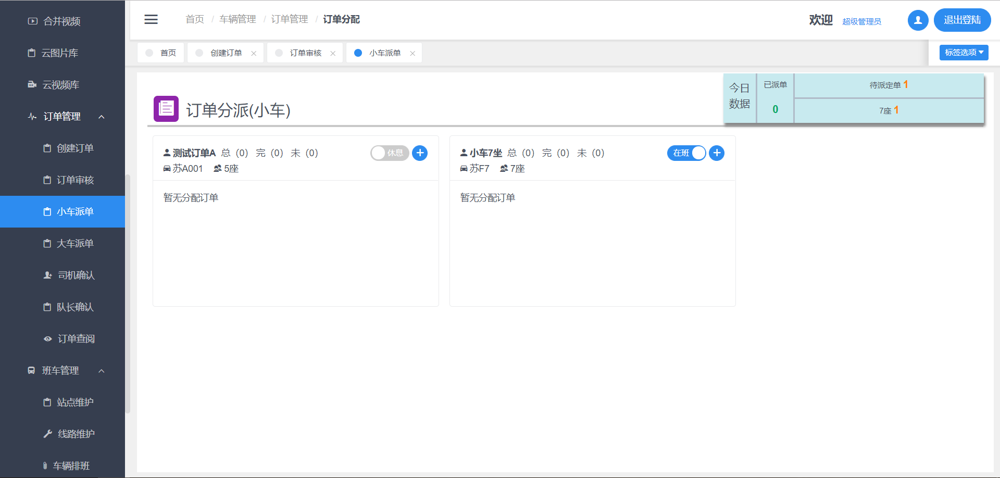 合并视频
云图片库
云视频库
订单管理
创建订单
订单审核
小车派单
大车派单
司机确认
队长确认
订单查阅
班车管理
站点维护
线路维护
车辆排班
首页 / 车辆管理 / 订单管理 / 订单分配
欢迎 超级管理员 退出登陆
首页 创建订单 订单审核 小车派单 标签选项
订单分派(小车)
今日数据
已派单 0
待派定单 1
7座 1
测试订单A 总（0） 完（0） 未（0） 休息
苏A001 5座
暂无分配订单
小车7坐 总（0） 完（0） 未（0） 在班
苏F7 7座
暂无分配订单